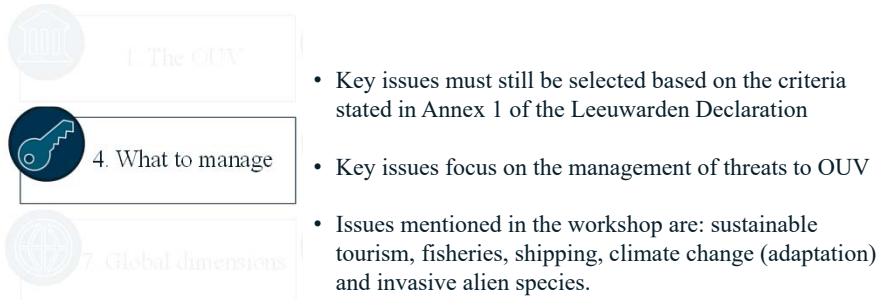 1. The OUV
4. What to manage
7. Global dimensions
• Key issues must still be selected based on the criteria
stated in Annex 1 of the Leeuwarden Declaration
• Key issues focus on the management of threats to OUV
• Issues mentioned in the workshop are: sustainable
tourism, fisheries, shipping, climate change (adaptation)
and invasive alien species.